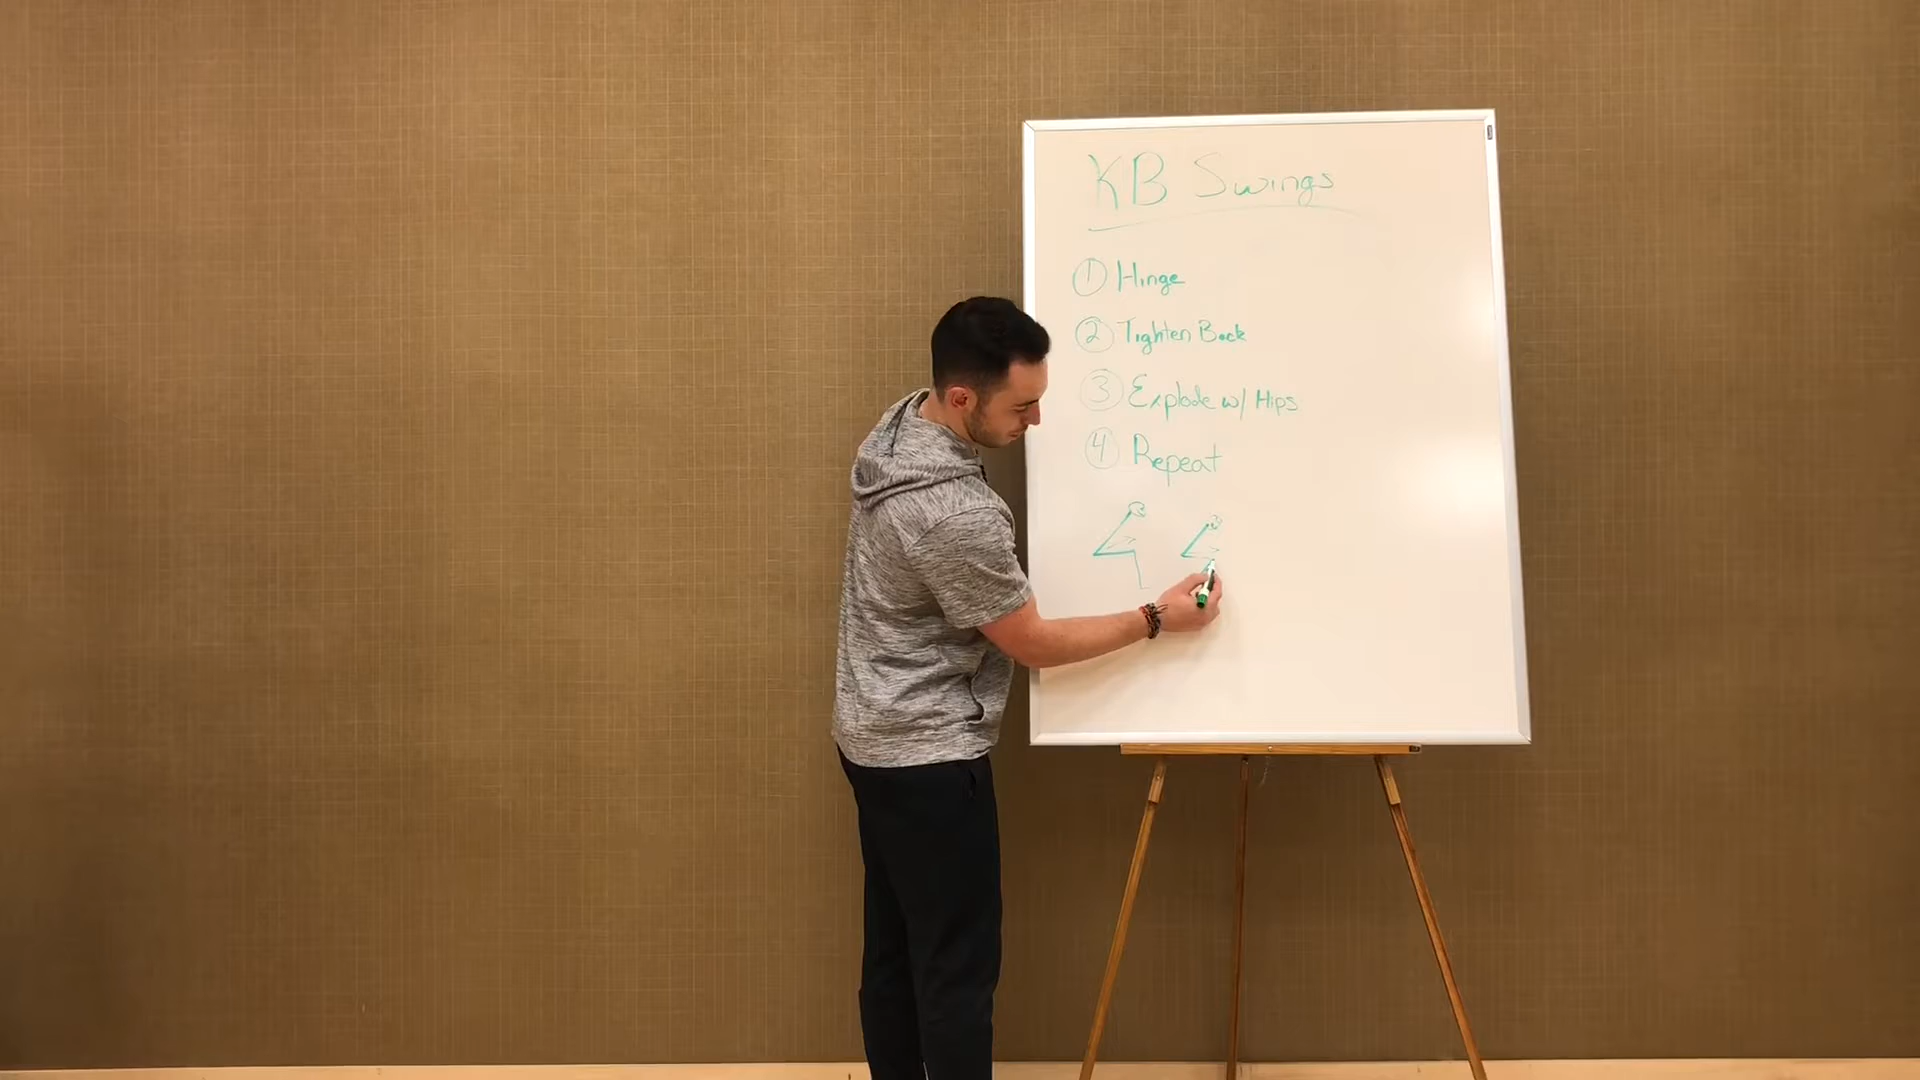 KB Swings
① Hinge
② Tighten Back
③ Explode w/ Hips
④ Repeat